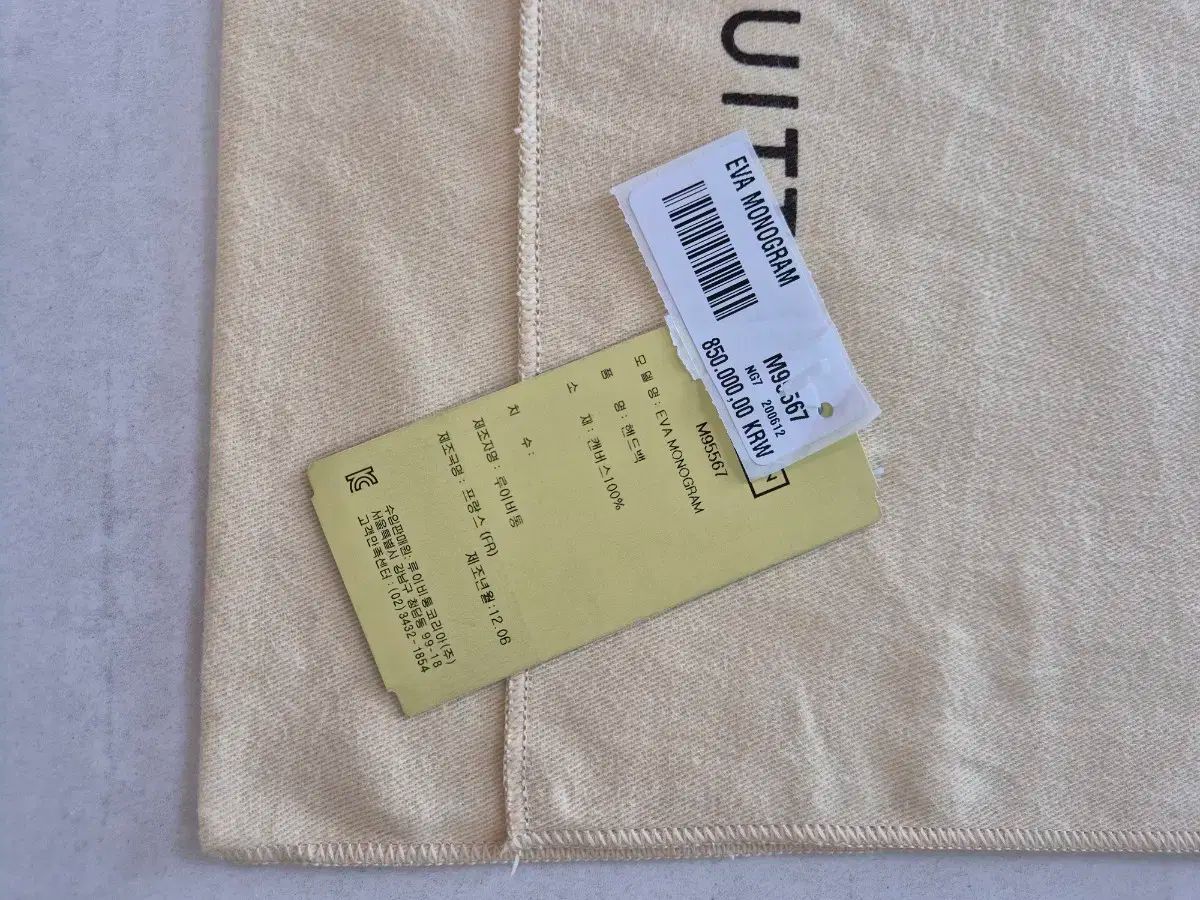 UIT
EVA MONOGRAM
NG7 200612
850.000,00 KRW
M95567
모 델 명 : EVA MONOGRAM
품 명 : 핸드백
소 재 : 캔버스100%
치 수 :
제조자명 : 루이비통
제조국명 : 프랑스 (FR) 제조년월 : 12.06
수입판매원: 루이비통코리아(주)
서울특별시 강남구 청담동 99-18
고객만족센터 : (02)3432-1854